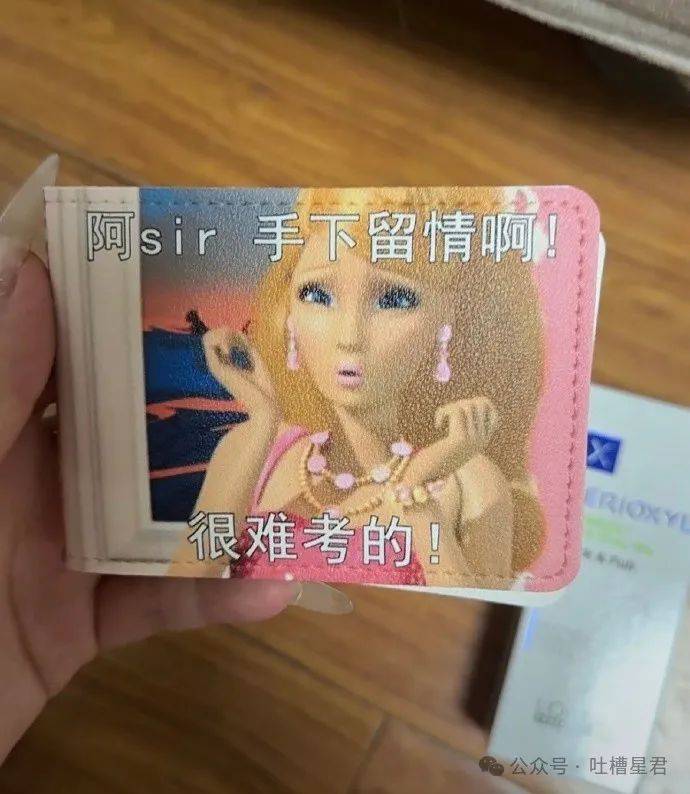 阿sir 手下留情啊!
很难考的!
X
ERIOXYL
公众号 · 吐槽星君